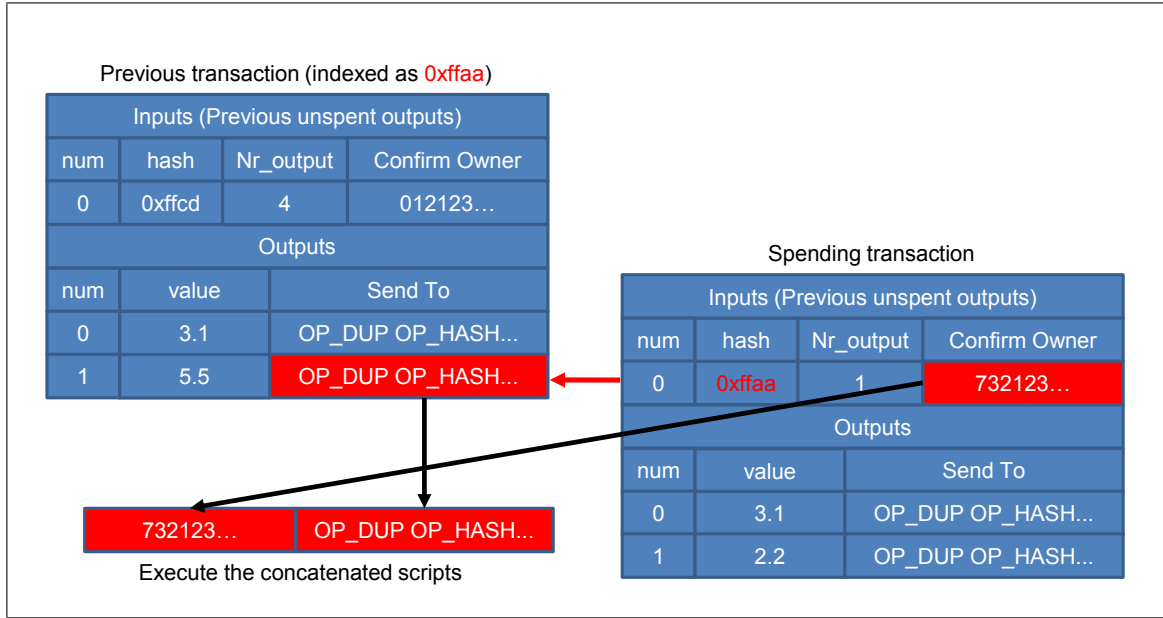 Previous transaction (indexed as 0xffaa)
Inputs (Previous unspent outputs)
num hash Nr_output Confirm Owner
0 0xffcd 4 012123…
Outputs
num value Send To
0 3.1 OP_DUP OP_HASH...
1 5.5 OP_DUP OP_HASH...
Spending transaction
Inputs (Previous unspent outputs)
num hash Nr_output Confirm Owner
0 0xffaa 1 732123…
Outputs
num value Send To
0 3.1 OP_DUP OP_HASH...
1 2.2 OP_DUP OP_HASH...
732123… OP_DUP OP_HASH...
Execute the concatenated scripts